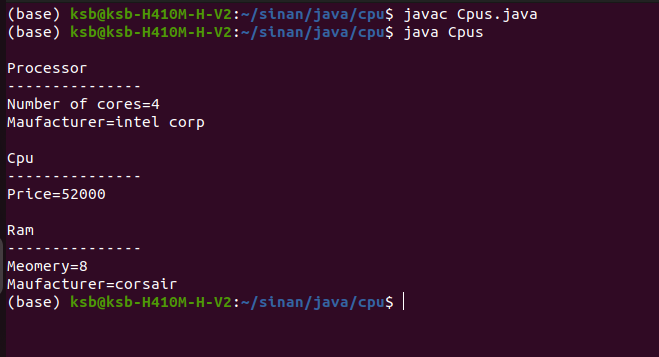 (base) ksb@ksb-H410M-H-V2:~/sinan/java/cpu$ javac Cpus.java
(base) ksb@ksb-H410M-H-V2:~/sinan/java/cpu$ java Cpus
Processor
---------------
Number of cores=4
Maufacturer=intel corp
Cpu
---------------
Price=52000
Ram
---------------
Meomery=8
Maufacturer=corsair
(base) ksb@ksb-H410M-H-V2:~/sinan/java/cpu$